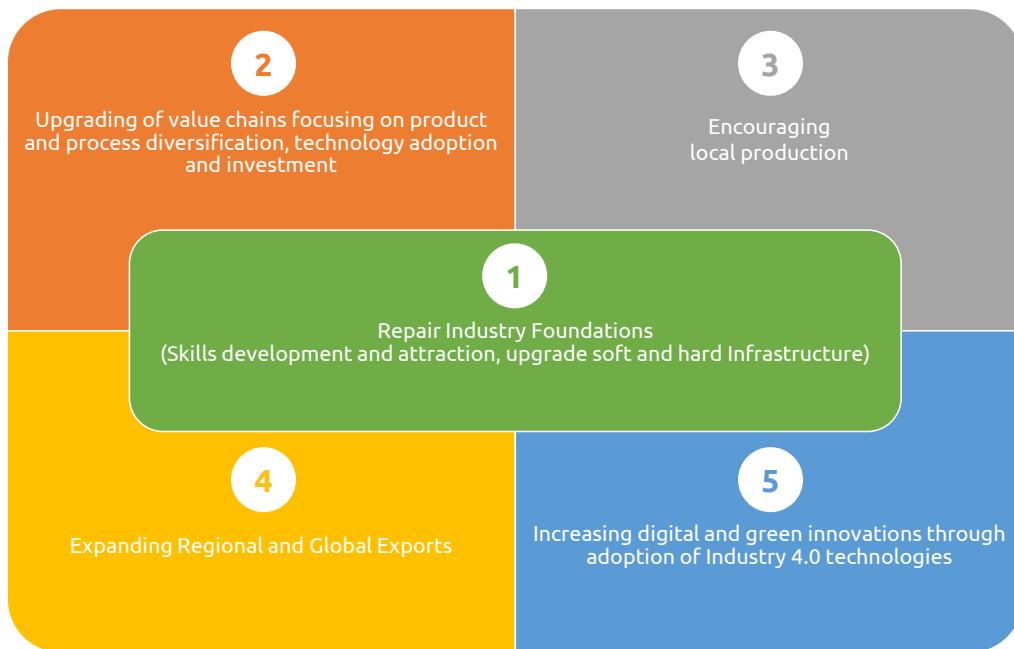 2
Upgrading of value chains focusing on product
and process diversification, technology adoption
and investment
3
Encouraging
local production
1
Repair Industry Foundations
(Skills development and attraction, upgrade soft and hard Infrastructure)
4
Expanding Regional and Global Exports
5
Increasing digital and green innovations through
adoption of Industry 4.0 technologies